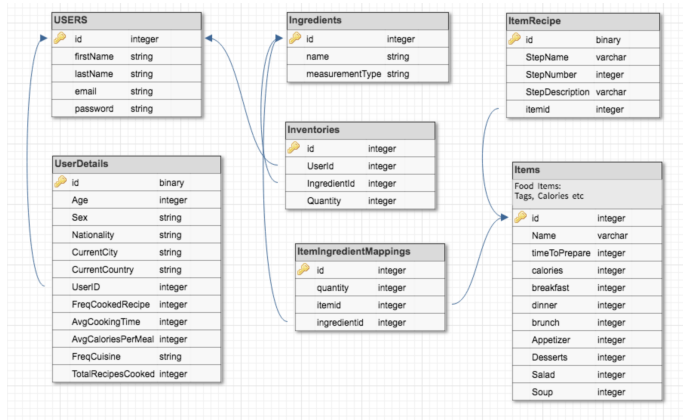 USERS
id integer
firstName string
lastName string
email string
password string
Ingredients
id integer
name string
measurementType string
ItemRecipe
id binary
StepName varchar
StepNumber integer
StepDescription varchar
itemid integer
Inventories
id integer
UserId integer
IngredientId integer
Quantity integer
UserDetails
id binary
Age integer
Sex string
Nationality string
CurrentCity string
CurrentCountry string
UserID integer
FreqCookedRecipe integer
AvgCookingTime integer
AvgCaloriesPerMeal integer
FreqCuisine string
TotalRecipesCooked integer
ItemIngredientMappings
id integer
quantity integer
itemid integer
ingredientid integer
Items
Food Items:
Tags, Calories etc
id integer
Name varchar
timeToPrepare integer
calories integer
breakfast integer
dinner integer
brunch integer
Appetizer integer
Desserts integer
Salad integer
Soup integer